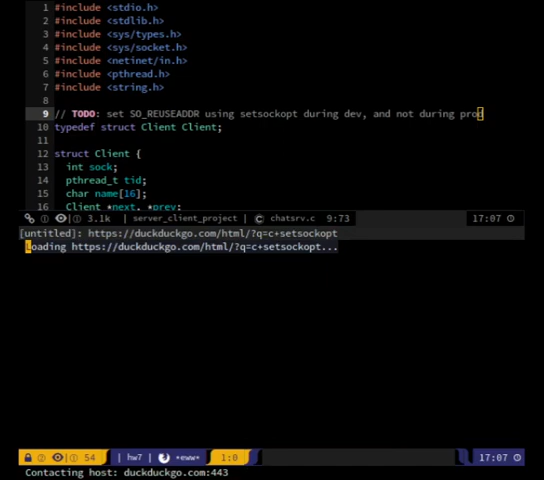 1 #include <stdio.h>
2 #include <stdlib.h>
3 #include <sys/types.h>
4 #include <sys/socket.h>
5 #include <netinet/in.h>
6 #include <pthread.h>
7 #include <string.h>
8
9 // TODO: set SO_REUSEADDR using setsockopt during dev, and not during prod
10 typedef struct Client Client;
11
12 struct Client {
13 int sock;
14 pthread_t tid;
15 char name[16];
16 Client *next, *prev;
3.1k | server_client_project | C chatsrv.c 9:73 17:07
[untitled]: https://duckduckgo.com/html/?q=c+setsockopt
Loading https://duckduckgo.com/html/?q=c+setsockopt...
54 | hw7 | *eww* 1:0 17:07
Contacting host: duckduckgo.com:443